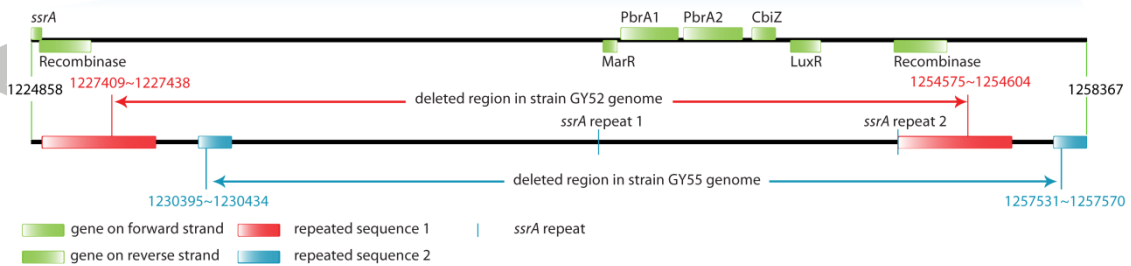 ssrA
PbrA1 PbrA2 CbiZ
Recombinase MarR LuxR Recombinase
1227409~1227438 1254575~1254604
1224858 1258367
deleted region in strain GY52 genome
ssrA repeat 1 ssrA repeat 2
deleted region in strain GY55 genome
1230395~1230434 1257531~1257570
gene on forward strand repeated sequence 1 ssrA repeat
gene on reverse strand repeated sequence 2